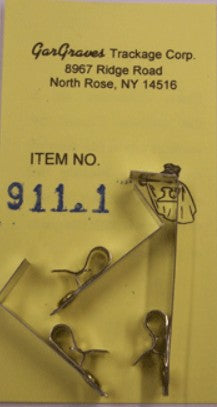 GarGraves Trackage Corp.
8967 Ridge Road
North Rose, NY 14516
ITEM NO.
911.1